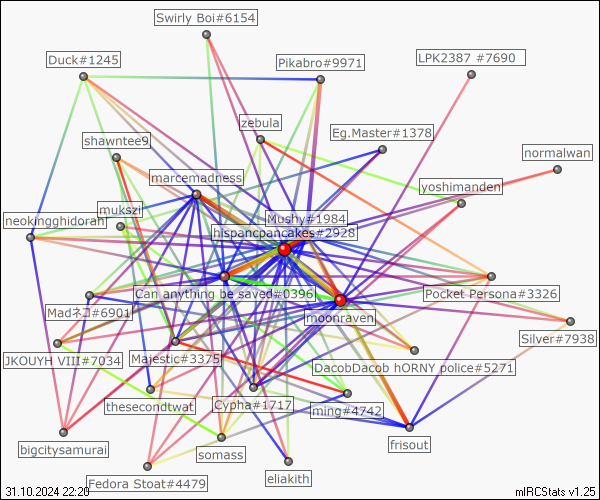 Swirly Boi#6154
Duck#1245
Pikabro#9971
LPK2387 #7690
zebula
Eg.Master#1378
shawntee9
normalwan
marcemadness
yoshimanden
mukszi
Mushy#1984
neokingghidorah
hispancpancakes#2928
Can anything be saved#0396
Pocket Persona#3326
Madネコ#6901
moonraven
Silver#7938
JKOUYH VIII#7034
Majestic#3375
DacobDacob hORNY police#5271
thesecondtwat
Cypha#1717
ming#4742
frisout
bigcitysamurai
somass
eliakith
Fedora Stoat#4479
31.10.2024 22:20
mIRCStats v1.25